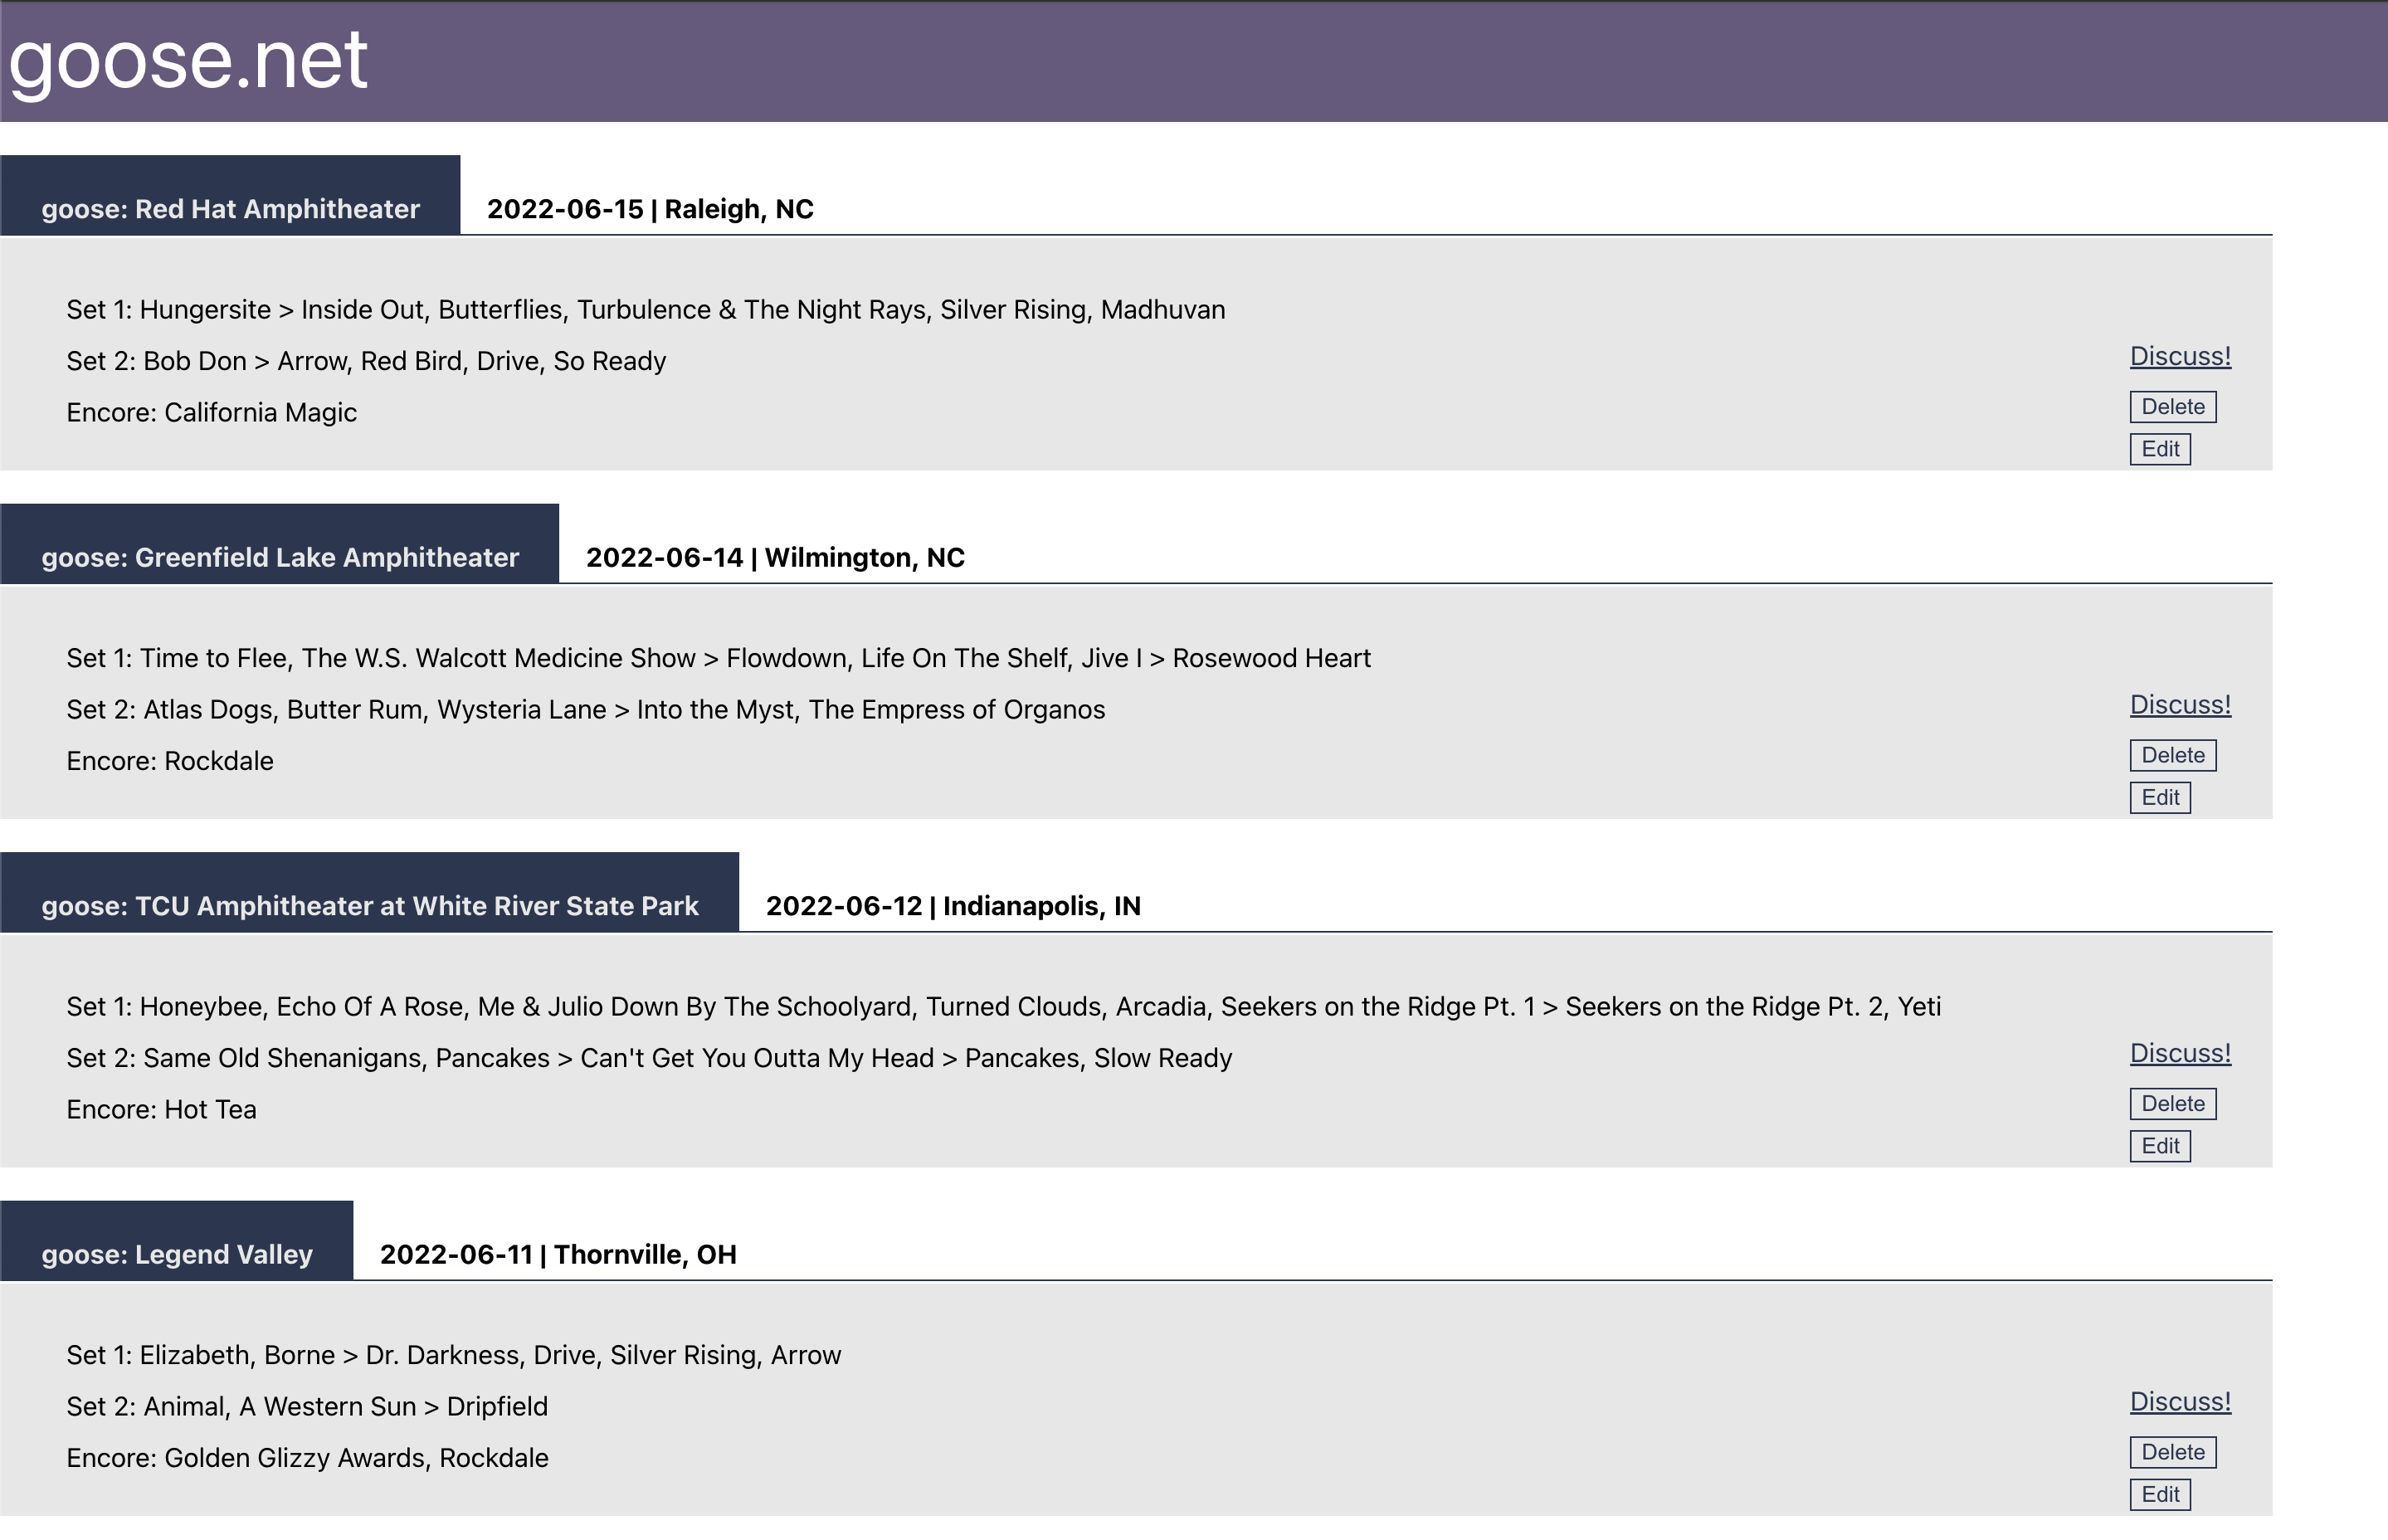 goose.net
goose: Red Hat Amphitheater
2022-06-15 | Raleigh, NC
Set 1: Hungersite > Inside Out, Butterflies, Turbulence & The Night Rays, Silver Rising, Madhuvan
Set 2: Bob Don > Arrow, Red Bird, Drive, So Ready
Encore: California Magic
Discuss!
Delete
Edit
goose: Greenfield Lake Amphitheater
2022-06-14 | Wilmington, NC
Set 1: Time to Flee, The W.S. Walcott Medicine Show > Flowdown, Life On The Shelf, Jive I > Rosewood Heart
Set 2: Atlas Dogs, Butter Rum, Wysteria Lane > Into the Myst, The Empress of Organos
Encore: Rockdale
Discuss!
Delete
Edit
goose: TCU Amphitheater at White River State Park
2022-06-12 | Indianapolis, IN
Set 1: Honeybee, Echo Of A Rose, Me & Julio Down By The Schoolyard, Turned Clouds, Arcadia, Seekers on the Ridge Pt. 1 > Seekers on the Ridge Pt. 2, Yeti
Set 2: Same Old Shenanigans, Pancakes > Can't Get You Outta My Head > Pancakes, Slow Ready
Encore: Hot Tea
Discuss!
Delete
Edit
goose: Legend Valley
2022-06-11 | Thornville, OH
Set 1: Elizabeth, Borne > Dr. Darkness, Drive, Silver Rising, Arrow
Set 2: Animal, A Western Sun > Dripfield
Encore: Golden Glizzy Awards, Rockdale
Discuss!
Delete
Edit